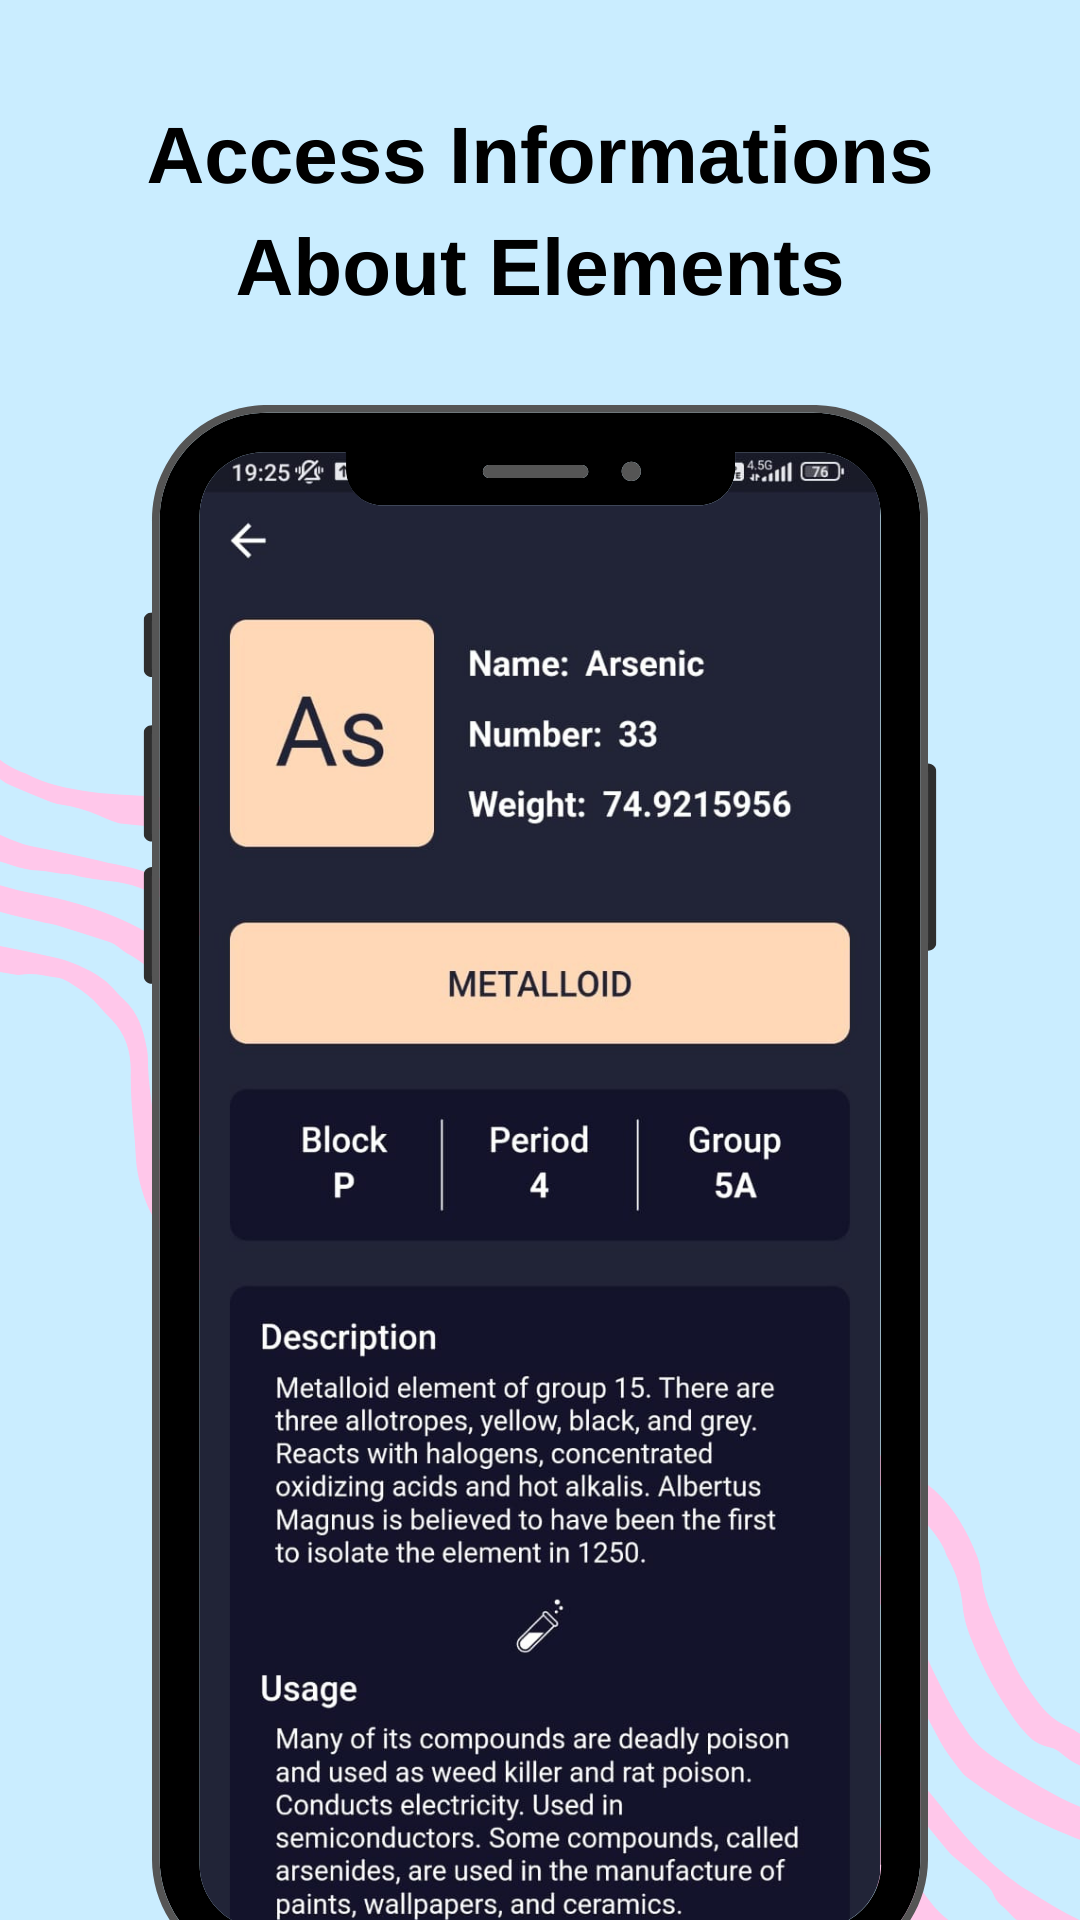 Access Informations
About Elements
19:25
4.5G
76
As
Name: Arsenic
Number: 33
Weight: 74.9215956
METALLOID
Block
P
Period
4
Group
5A
Description
Metalloid element of group 15. There are
three allotropes, yellow, black, and grey.
Reacts with halogens, concentrated
oxidizing acids and hot alkalis. Albertus
Magnus is believed to have been the first
to isolate the element in 1250.
Usage
Many of its compounds are deadly poison
and used as weed killer and rat poison.
Conducts electricity. Used in
semiconductors. Some compounds, called
arsenides, are used in the manufacture of
paints, wallpapers, and ceramics.